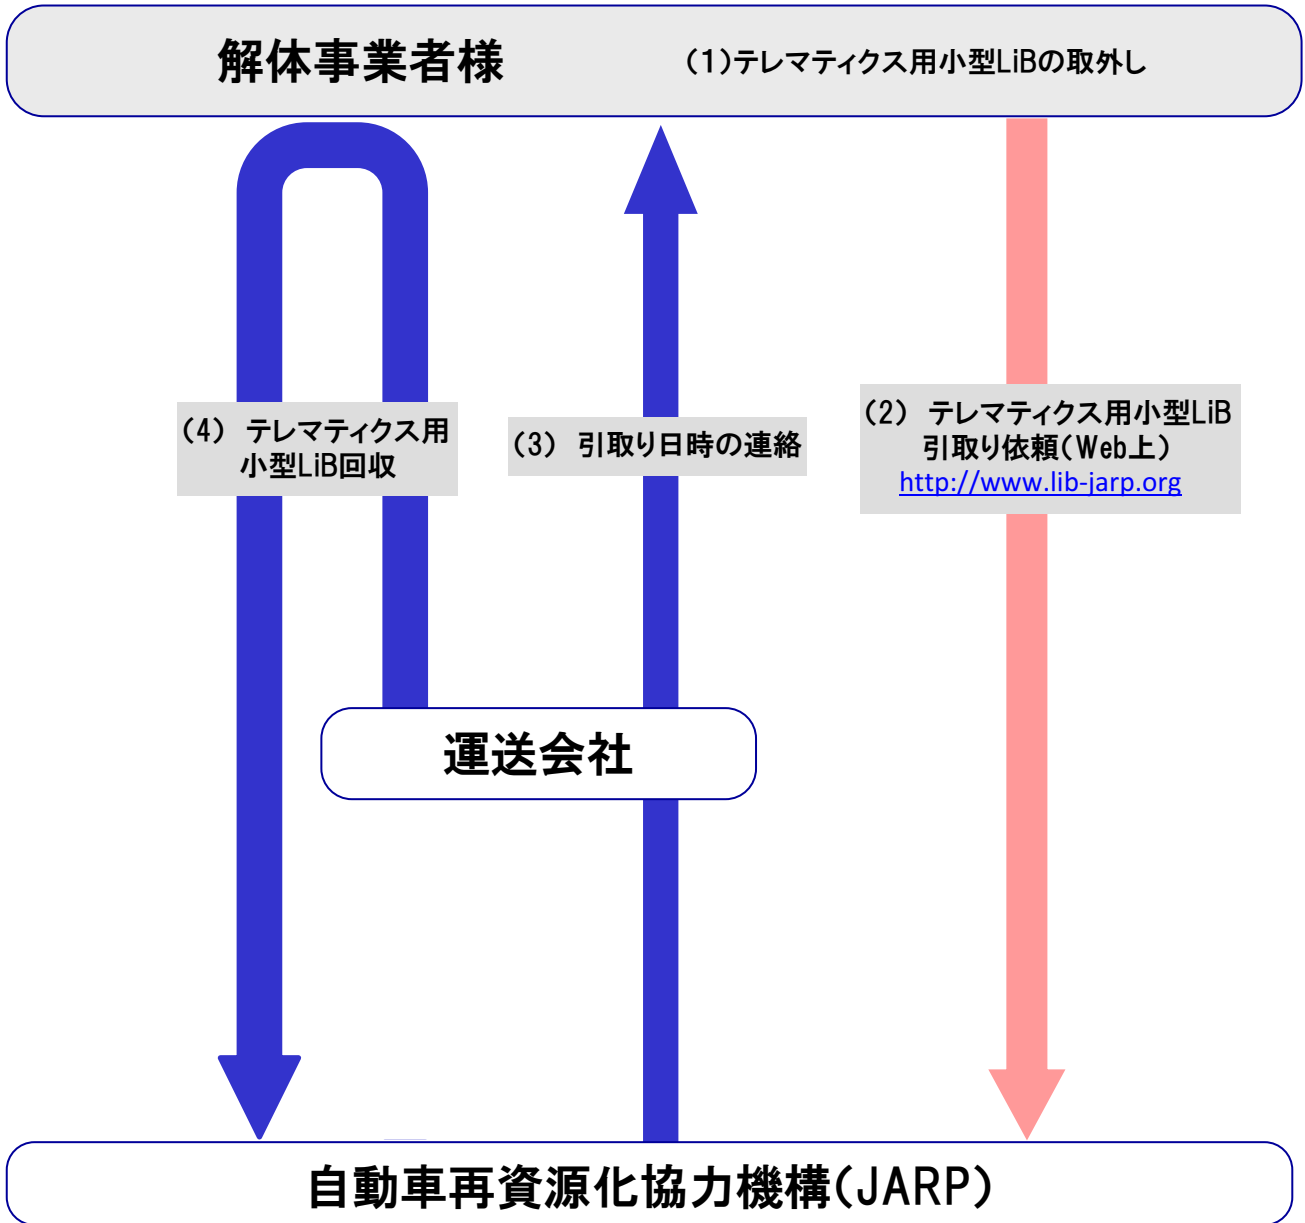 解体事業者様
(1)テレマティクス用小型LiBの取外し
(4) テレマティクス用
小型LiB回収
(3) 引取り日時の連絡
(2) テレマティクス用小型LiB
引取り依頼(Web上)
http://www.lib-jarp.org
運送会社
自動車再資源化協力機構(JARP)